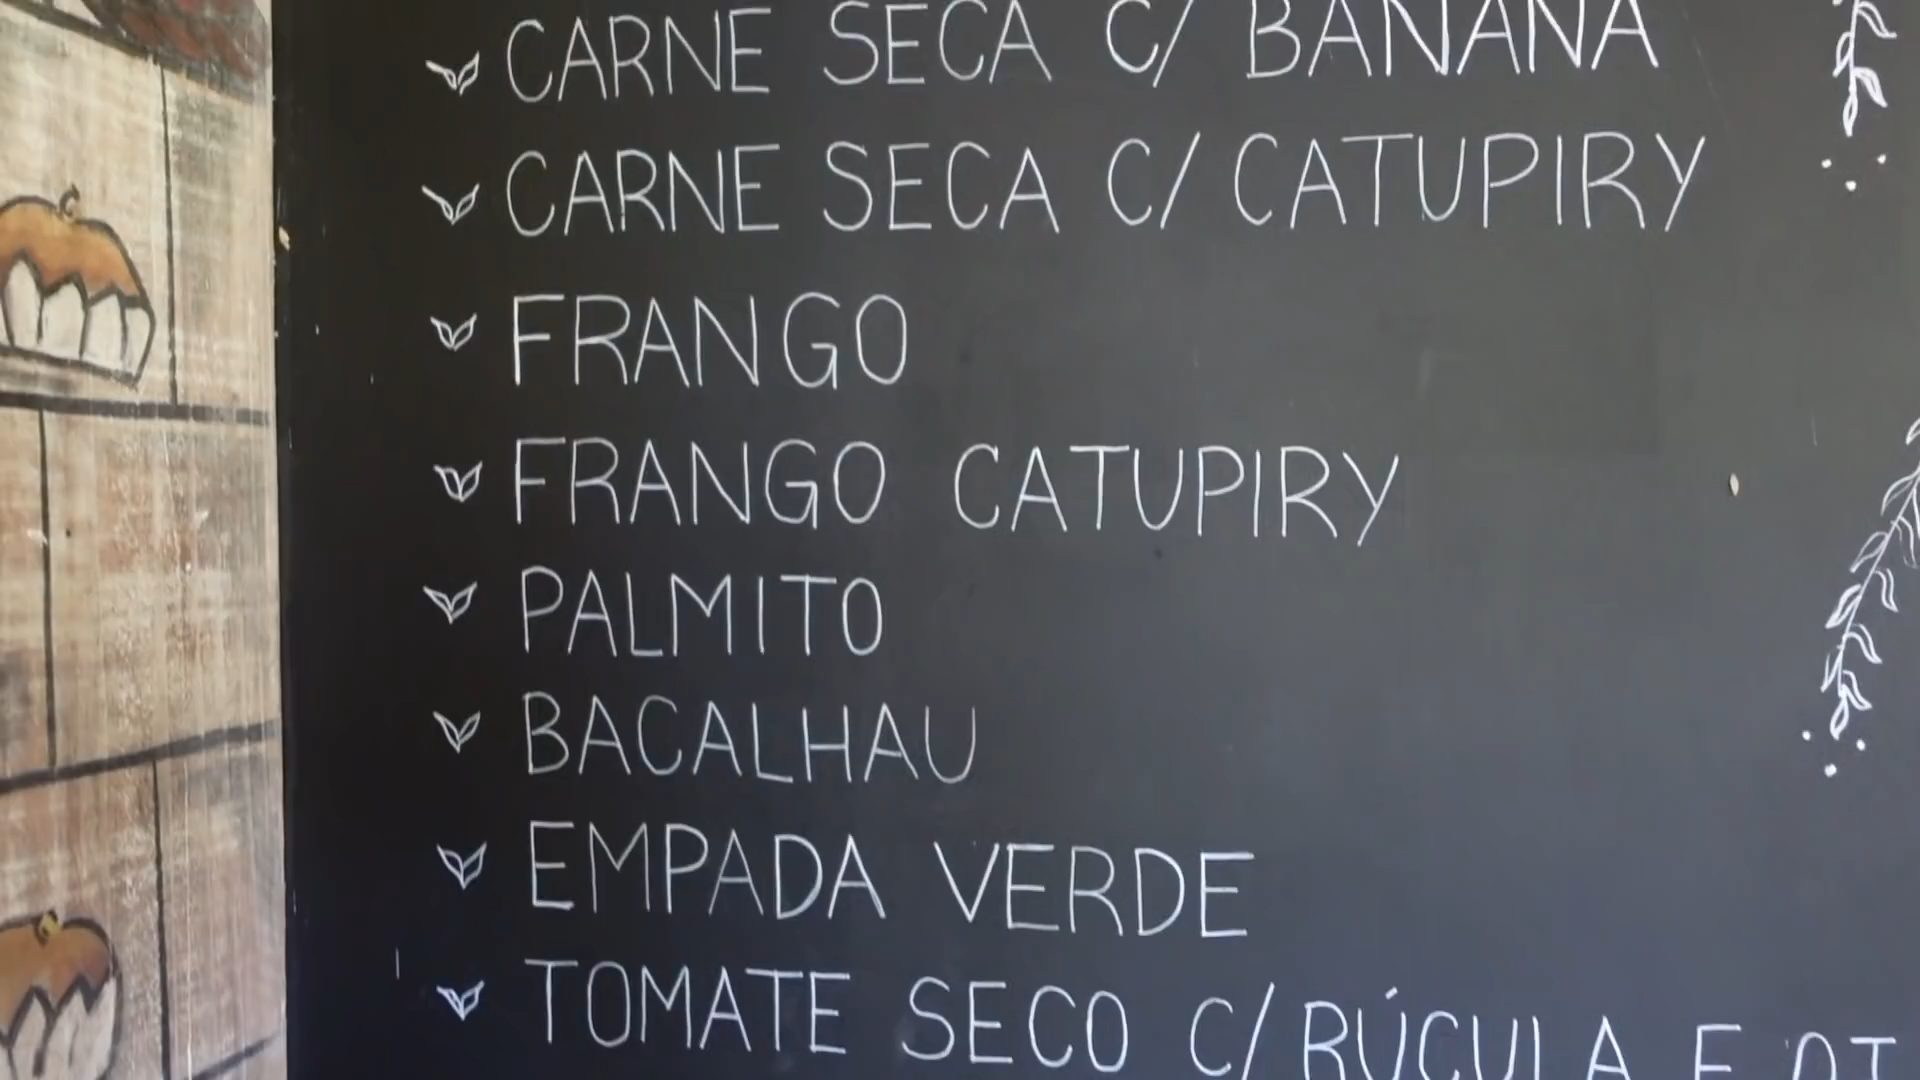 CARNE SECA C/ BANANA
CARNE SECA C/ CATUPIRY
FRANGO
FRANGO CATUPIRY
PALMITO
BACALHAU
EMPADA VERDE
TOMATE SECO C/ RÚCULA E